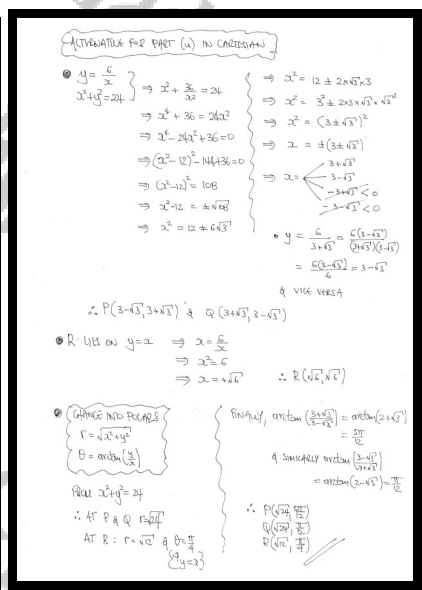 ALTERNATIVE FOR PART (a) IN CARTESIAN
y = 6/x
x²+y²=24
⇒ x² + 36/x² = 24
⇒ x⁴ + 36 = 24x²
⇒ x⁴ - 24x² + 36 = 0
⇒ (x²-12)² - 144 + 36 = 0
⇒ (x²-12)² = 108
⇒ x²-12 = ±√108
⇒ x² = 12 ± 6√3
⇒ x² = 12 ± 2×√3×3
⇒ x² = 3² ± 2×3×√3 + √3²
⇒ x² = (3±√3)²
⇒ x = ±(3±√3)
⇒ x = 3+√3
3-√3
-3+√3 < 0
-3-√3 < 0
y = 6/(3+√3) = 6(3-√3)/((3+√3)(3-√3))
= 6(3-√3)/6 = 3-√3
& VICE VERSA
∴ P(3-√3, 3+√3) & Q(3+√3, 3-√3)
R LIES ON y=x ⇒ x = 6/x
⇒ x² = 6
⇒ x = +√6 ∴ R(√6, √6)
CHANGE INTO POLARS
r = √(x²+y²)
θ = arctan(y/x)
FROM x²+y²=24
∴ AT P & Q r=√24
AT R : r=√12 & θ=π/4
{y=x}
FINALLY, arctan((3+√3)/(3-√3)) = arctan(2+√3)
= 5π/12
& SIMILARLY arctan((3-√3)/(3+√3))
= arctan(2-√3) = π/12
∴ P(√24, 5π/12)
Q(√24, π/12)
R(√12, π/4)